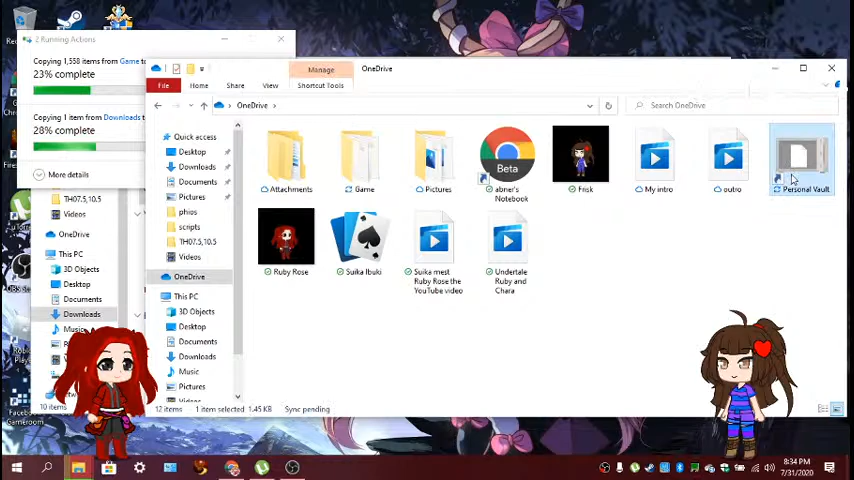 2 Running Actions
Copying 1,558 items from Game to
23% complete
Copying 1 item from Downloads to
28% complete
More details
Manage
OneDrive
File
Home
Share
View
Shortcut Tools
OneDrive
Search OneDrive
Quick access
Desktop
Downloads
Documents
Pictures
phios
scripts
TH07.5,10.5
Videos
OneDrive
This PC
3D Objects
Desktop
Documents
Downloads
Music
Pictures
Videos
Attachments
Game
Pictures
Beta
abner's
Notebook
Frisk
My intro
outro
Personal Vault
Ruby Rose
Suika Ibuki
Suika mest
Ruby Rose the
YouTube video
Undertale
Ruby and
Chara
12 items
1 item selected
1.45 KB
Sync pending
TH07.5,10.5
Videos
OneDrive
This PC
3D Objects
Desktop
Documents
Downloads
Music
10 items
Gameroom
8:34 PM
7/31/2020